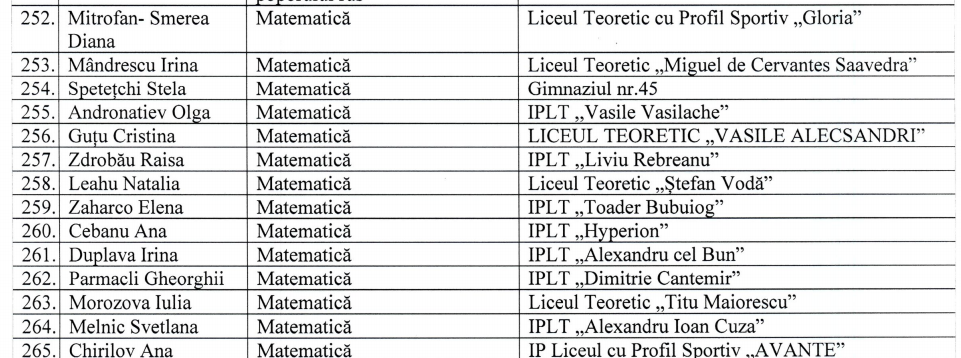 252. Mitrofan- Smerea Matematică Liceul Teoretic cu Profil Sportiv „Gloria”
Diana
253. Mândrescu Irina Matematică Liceul Teoretic „Miguel de Cervantes Saavedra”
254. Spetețchi Stela Matematică Gimnaziul nr.45
255. Andronatiev Olga Matematică IPLT „Vasile Vasilache”
256. Guțu Cristina Matematică LICEUL TEORETIC „VASILE ALECSANDRI”
257. Zdrobău Raisa Matematică IPLT „Liviu Rebreanu”
258. Leahu Natalia Matematică Liceul Teoretic „Ștefan Vodă”
259. Zaharco Elena Matematică IPLT „Toader Bubuiog”
260. Cebanu Ana Matematică IPLT „Hyperion”
261. Duplava Irina Matematică IPLT „Alexandru cel Bun”
262. Parmacli Gheorghii Matematică IPLT „Dimitrie Cantemir”
263. Morozova Iulia Matematică Liceul Teoretic „Titu Maiorescu”
264. Melnic Svetlana Matematică IPLT „Alexandru Ioan Cuza”
265. Chirilov Ana Matematică IP Liceul cu Profil Sportiv „AVANTE”